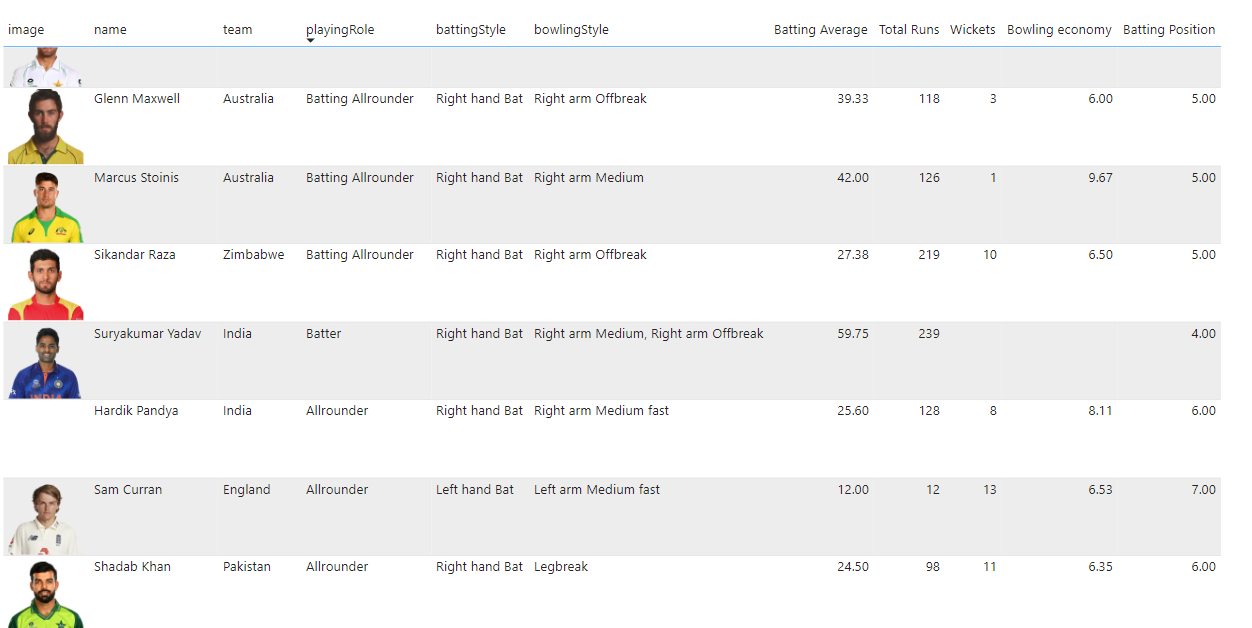 image name team playingRole battingStyle bowlingStyle Batting Average Total Runs Wickets Bowling economy Batting Position
Glenn Maxwell Australia Batting Allrounder Right hand Bat Right arm Offbreak 39.33 118 3 6.00 5.00
Marcus Stoinis Australia Batting Allrounder Right hand Bat Right arm Medium 42.00 126 1 9.67 5.00
Sikandar Raza Zimbabwe Batting Allrounder Right hand Bat Right arm Offbreak 27.38 219 10 6.50 5.00
Suryakumar Yadav India Batter Right hand Bat Right arm Medium, Right arm Offbreak 59.75 239 4.00
INDIA
Hardik Pandya India Allrounder Right hand Bat Right arm Medium fast 25.60 128 8 8.11 6.00
Sam Curran England Allrounder Left hand Bat Left arm Medium fast 12.00 12 13 6.53 7.00
Shadab Khan Pakistan Allrounder Right hand Bat Legbreak 24.50 98 11 6.35 6.00